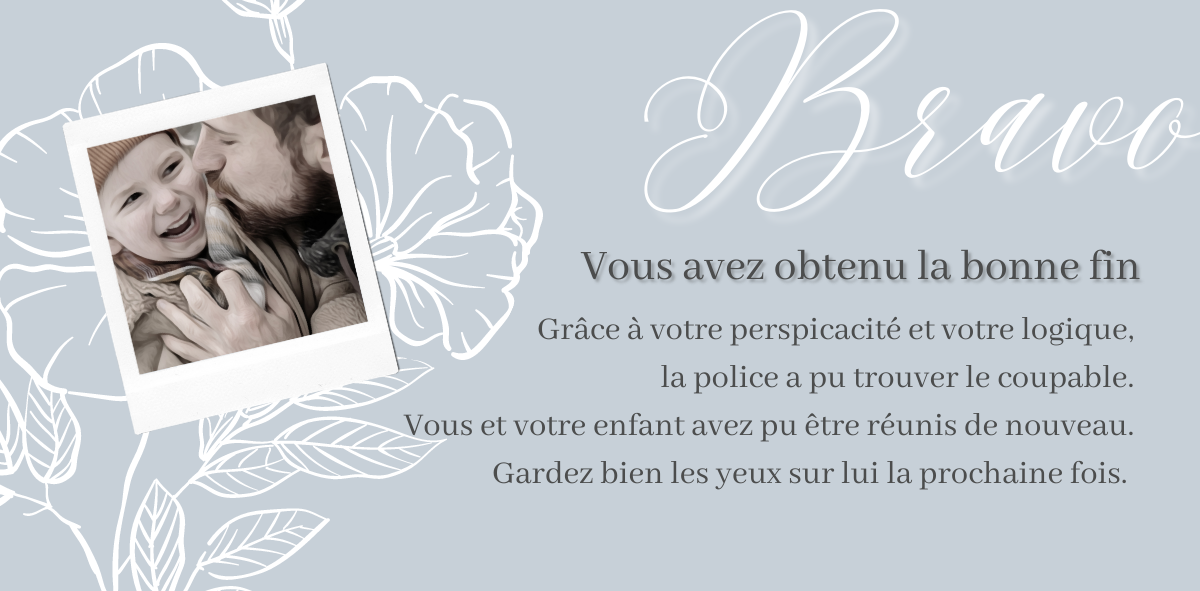 Bravo
Vous avez obtenu la bonne fin
Grâce à votre perspicacité et votre logique,
la police a pu trouver le coupable.
Vous et votre enfant avez pu être réunis de nouveau.
Gardez bien les yeux sur lui la prochaine fois.